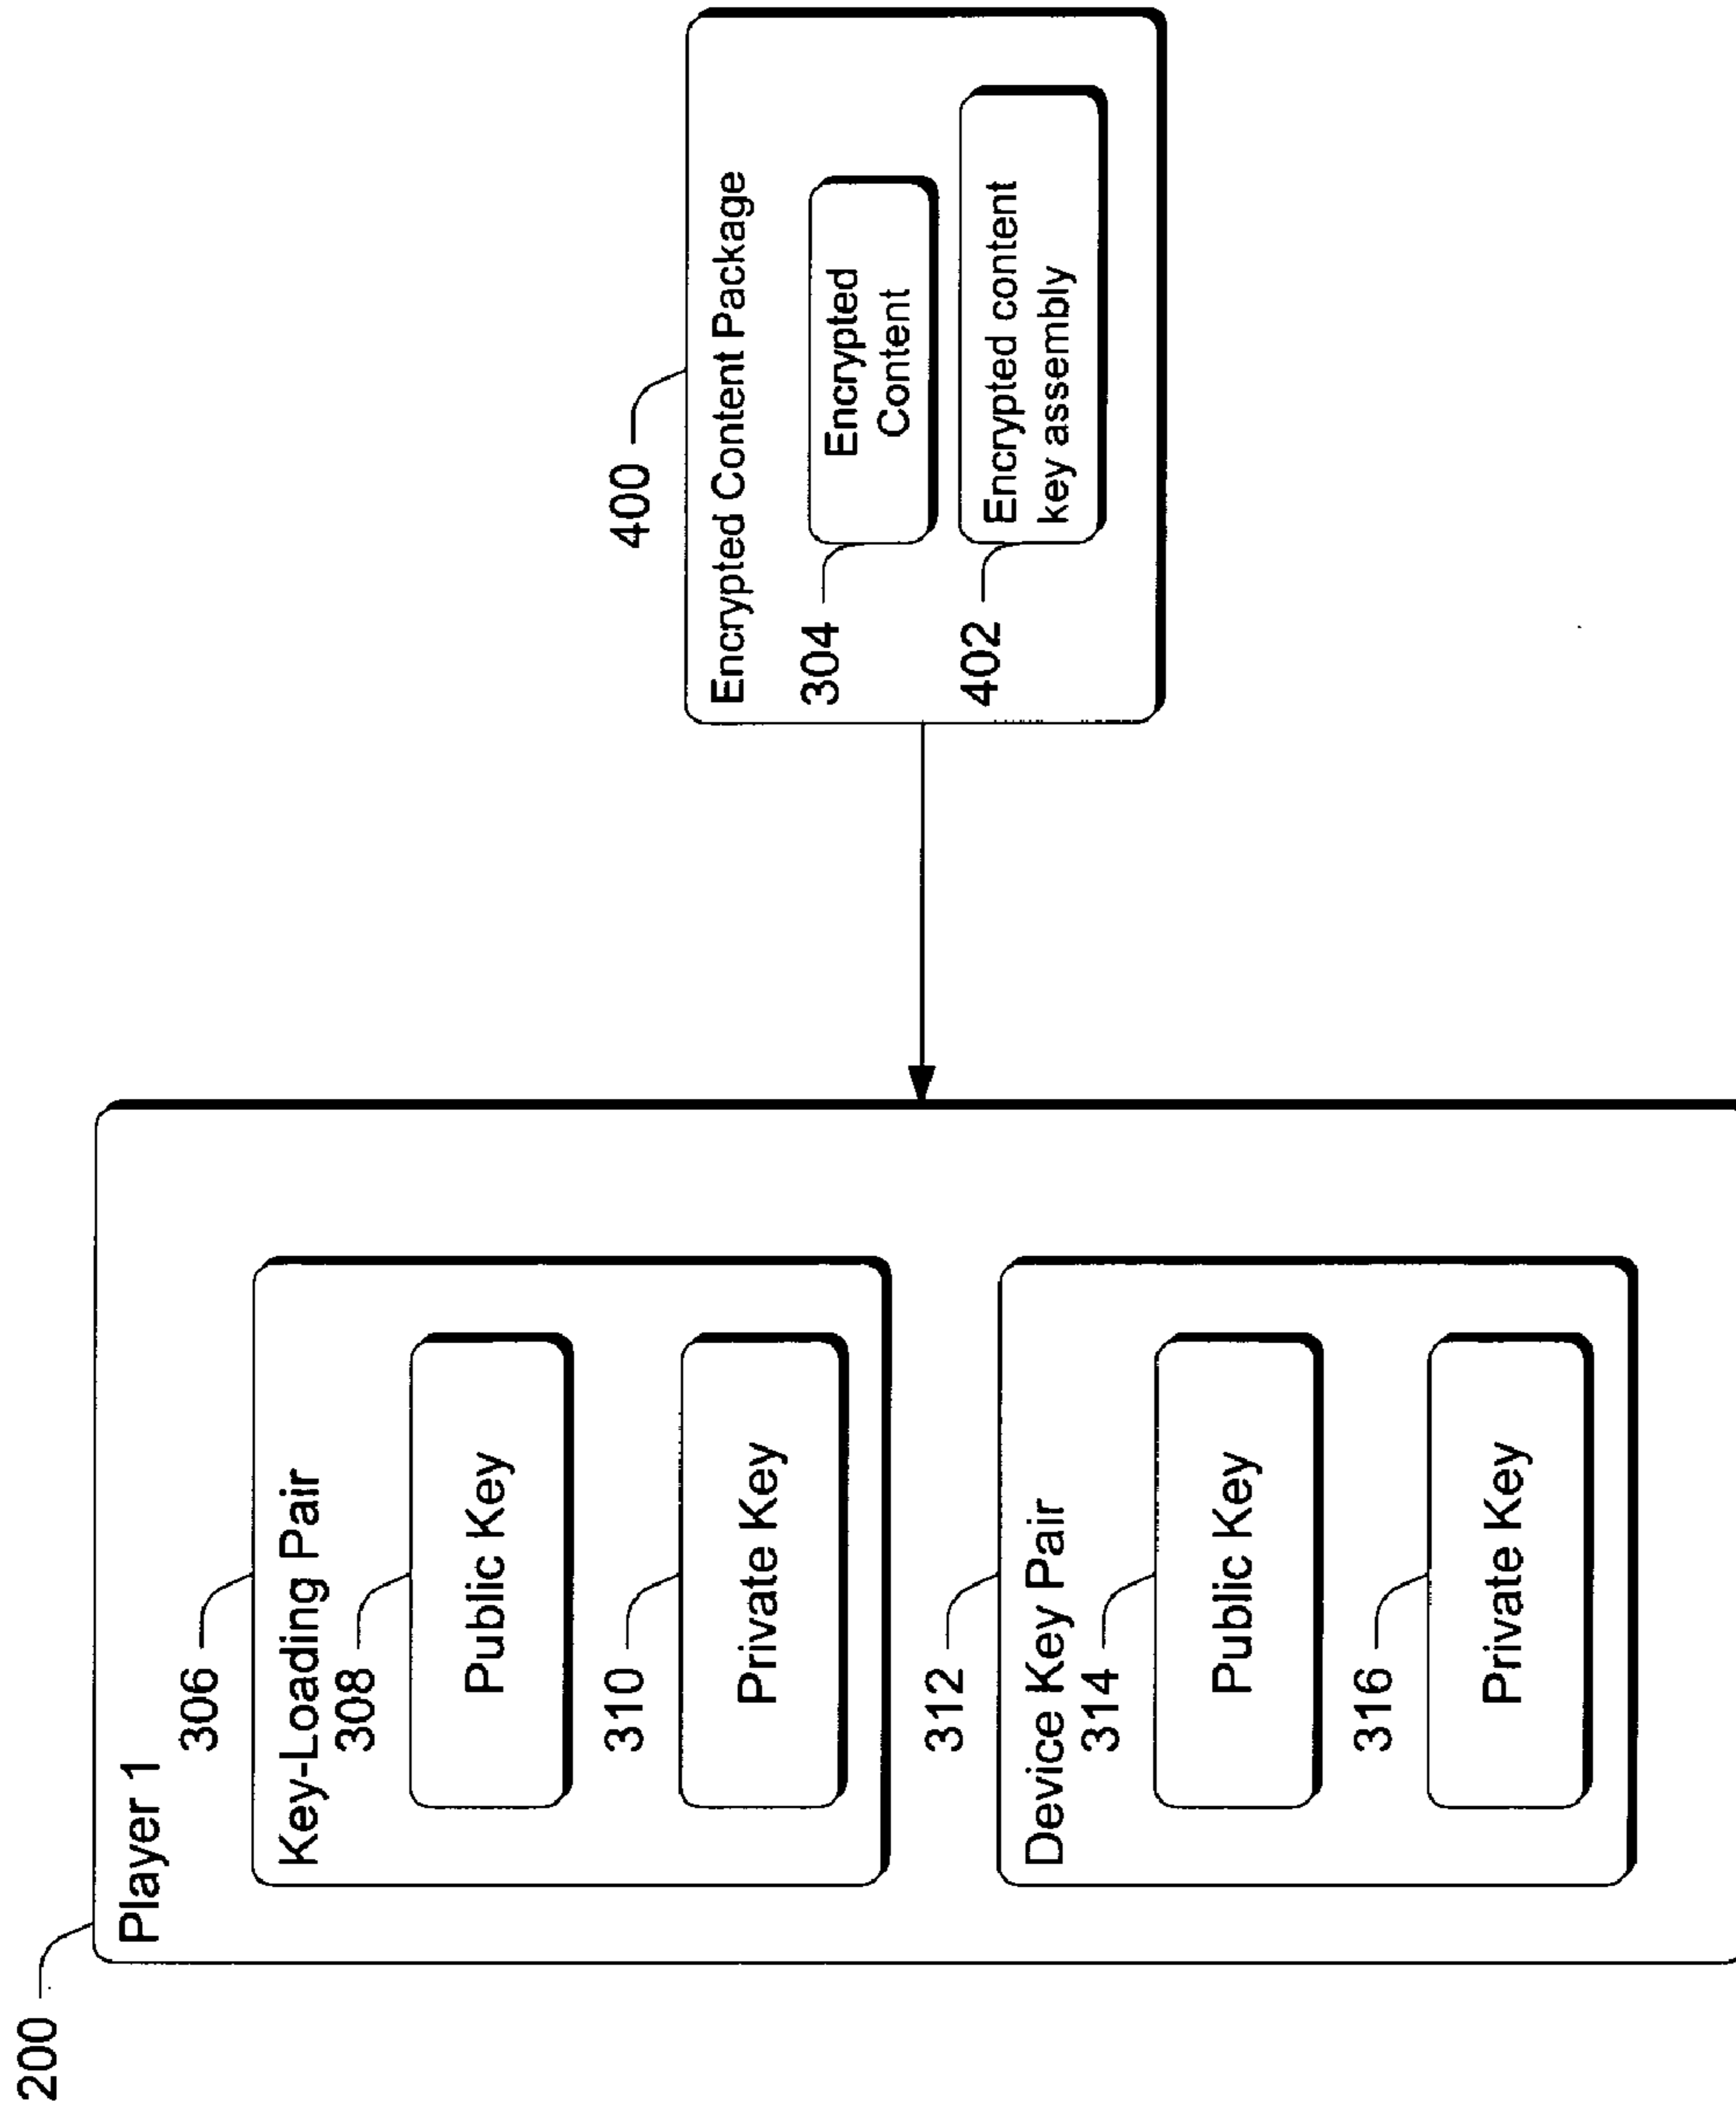 200
Player 1
306
Key-Loading Pair
308
Public Key
310
Private Key
312
Device Key Pair
314
Public Key
316
Private Key
400
Encrypted Content Package
304
Encrypted
Content
402
Encrypted content
key assembly